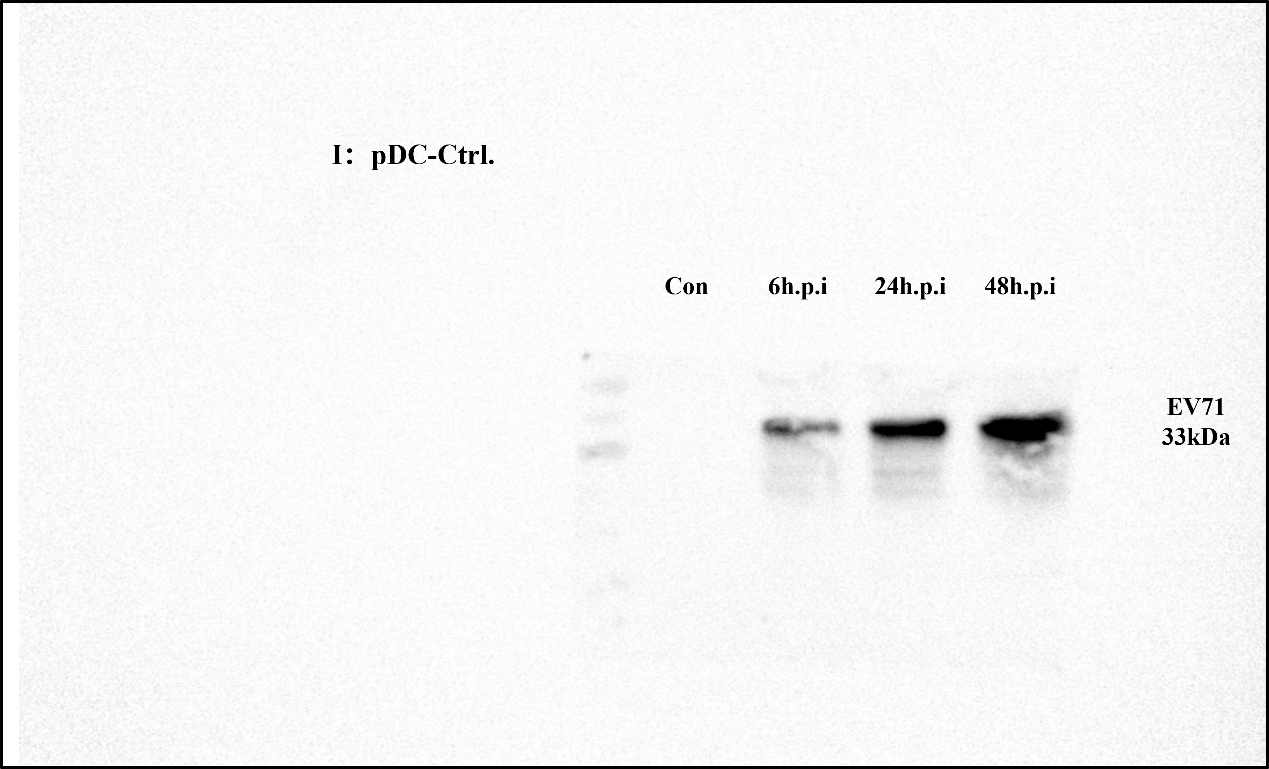 I: pDC-Ctrl.
Con 6h.p.i 24h.p.i 48h.p.i
EV71
33kDa